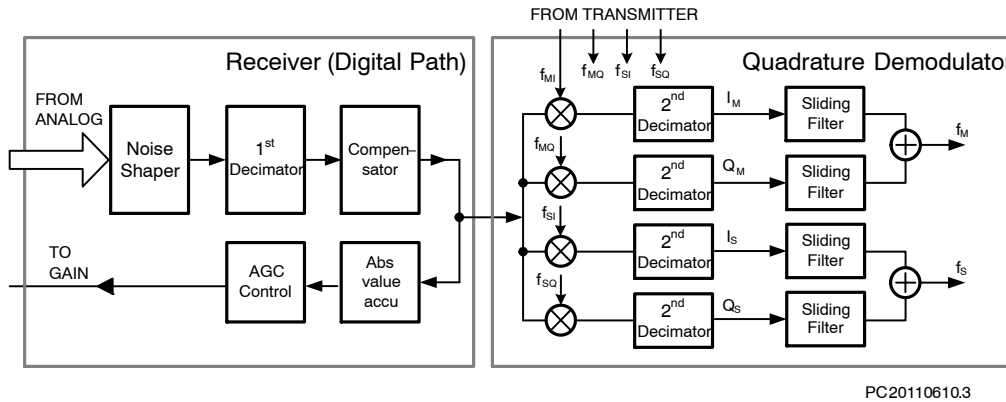 FROM TRANSMITTER
Receiver (Digital Path)
FROM
ANALOG
Noise
Shaper
1st
Decimator
Compen–
sator
TO
GAIN
AGC
Control
Abs
value
accu
Quadrature Demodulator
fMI
fMQ
fSI
fSQ
2nd
Decimator
IM
Sliding
Filter
fM
fMQ
2nd
Decimator
QM
Sliding
Filter
fSI
2nd
Decimator
IS
Sliding
Filter
fS
fSQ
2nd
Decimator
QS
Sliding
Filter
PC20110610.3